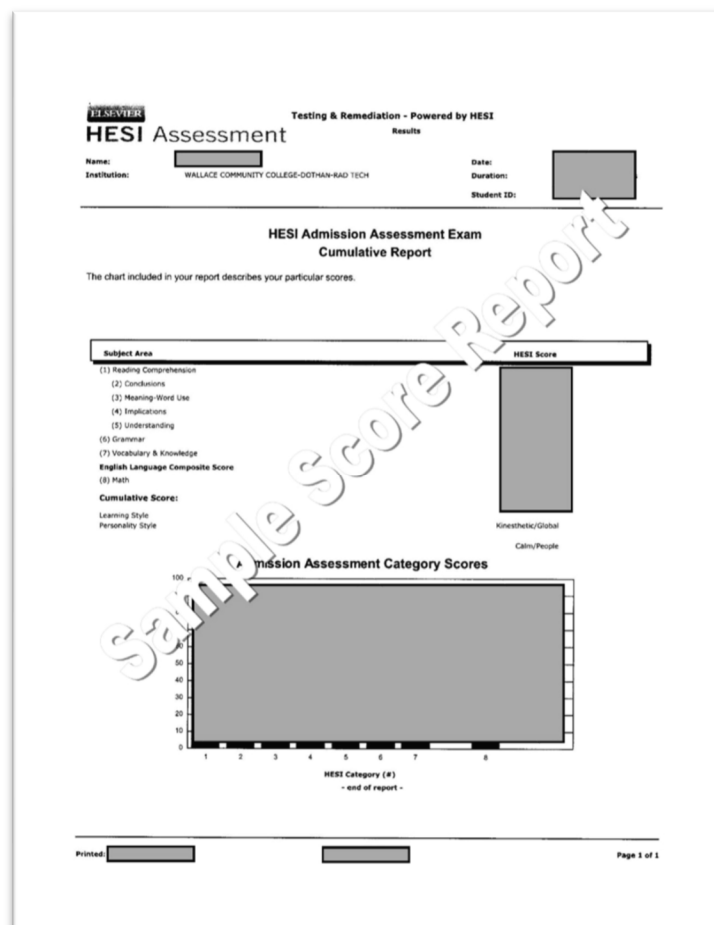 ELSEVIER
HESI Assessment
Testing & Remediation - Powered by HESI
Results
Name:
Institution: WALLACE COMMUNITY COLLEGE-DOTHAN-RAD TECH
Date:
Duration:
Student ID:
HESI Admission Assessment Exam
Cumulative Report
The chart included in your report describes your particular scores.
Subject Area HESI Score
(1) Reading Comprehension
(2) Conclusions
(3) Meaning-Word Use
(4) Implications
(5) Understanding
(6) Grammar
(7) Vocabulary & Knowledge
English Language Composite Score
(8) Math
Cumulative Score:
Learning Style Kinesthetic/Global
Personality Style Calm/People
Sample Score Report
mission Assessment Category Scores
100
60
50
40
30
20
10
0
1 2 3 4 5 6 7 8
HESI Category (#)
- end of report -
Printed: Page 1 of 1